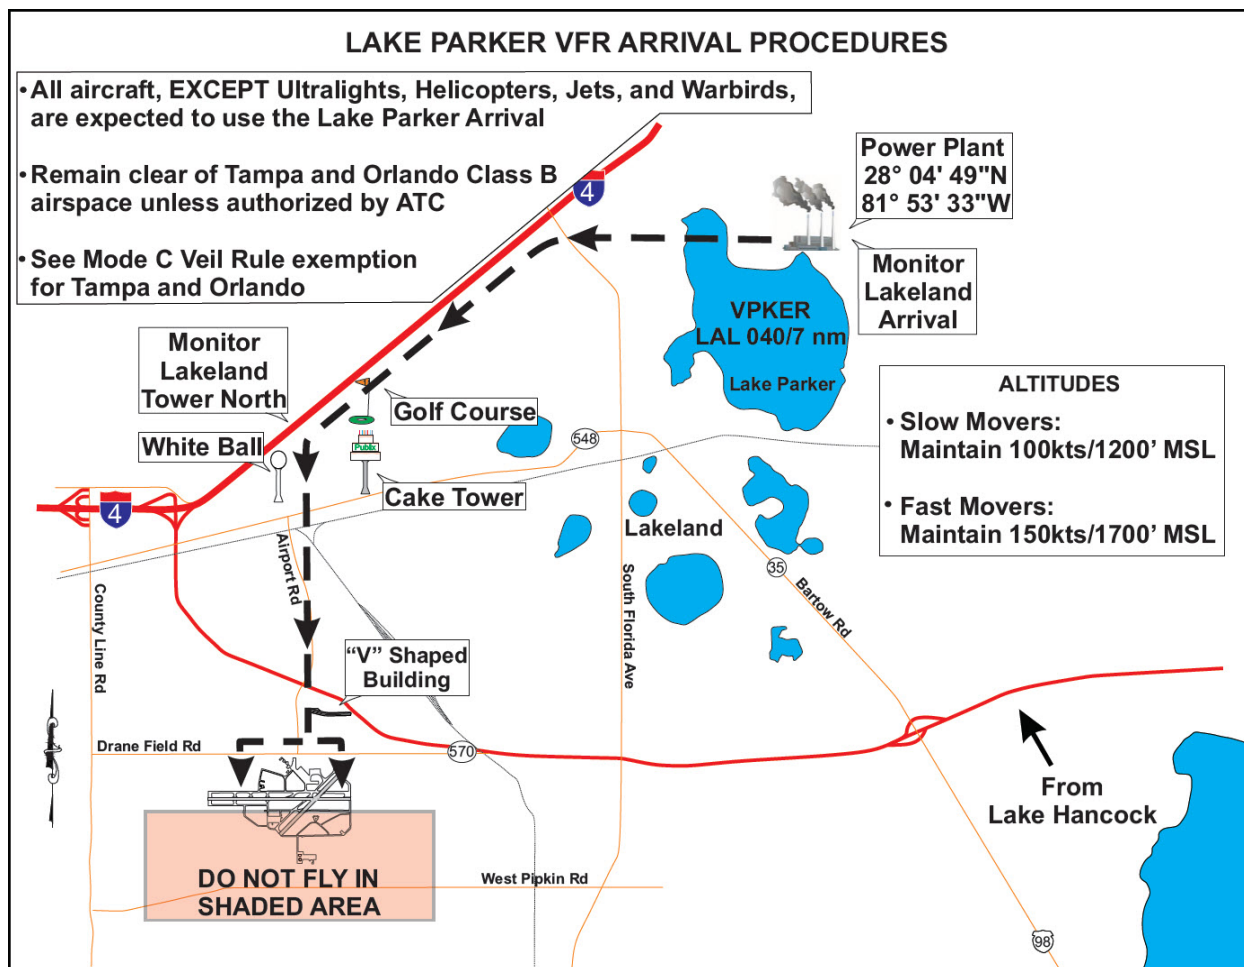 LAKE PARKER VFR ARRIVAL PROCEDURES
• All aircraft, EXCEPT Ultralights, Helicopters, Jets, and Warbirds,
are expected to use the Lake Parker Arrival
• Remain clear of Tampa and Orlando Class B
airspace unless authorized by ATC
• See Mode C Veil Rule exemption
for Tampa and Orlando
4
Power Plant
28° 04' 49"N
81° 53' 33"W
Monitor
Lakeland
Arrival
VPKER
LAL 040/7 nm
Lake Parker
Monitor
Lakeland
Tower North
Golf Course
White Ball
Publix
Cake Tower
548
ALTITUDES
• Slow Movers:
Maintain 100kts/1200' MSL
• Fast Movers:
Maintain 150kts/1700' MSL
4
Lakeland
35
Airport Rd
County Line Rd
South Florida Ave
Bartow Rd
“V” Shaped
Building
Drane Field Rd
570
From
Lake Hancock
DO NOT FLY IN
SHADED AREA
West Pipkin Rd
98